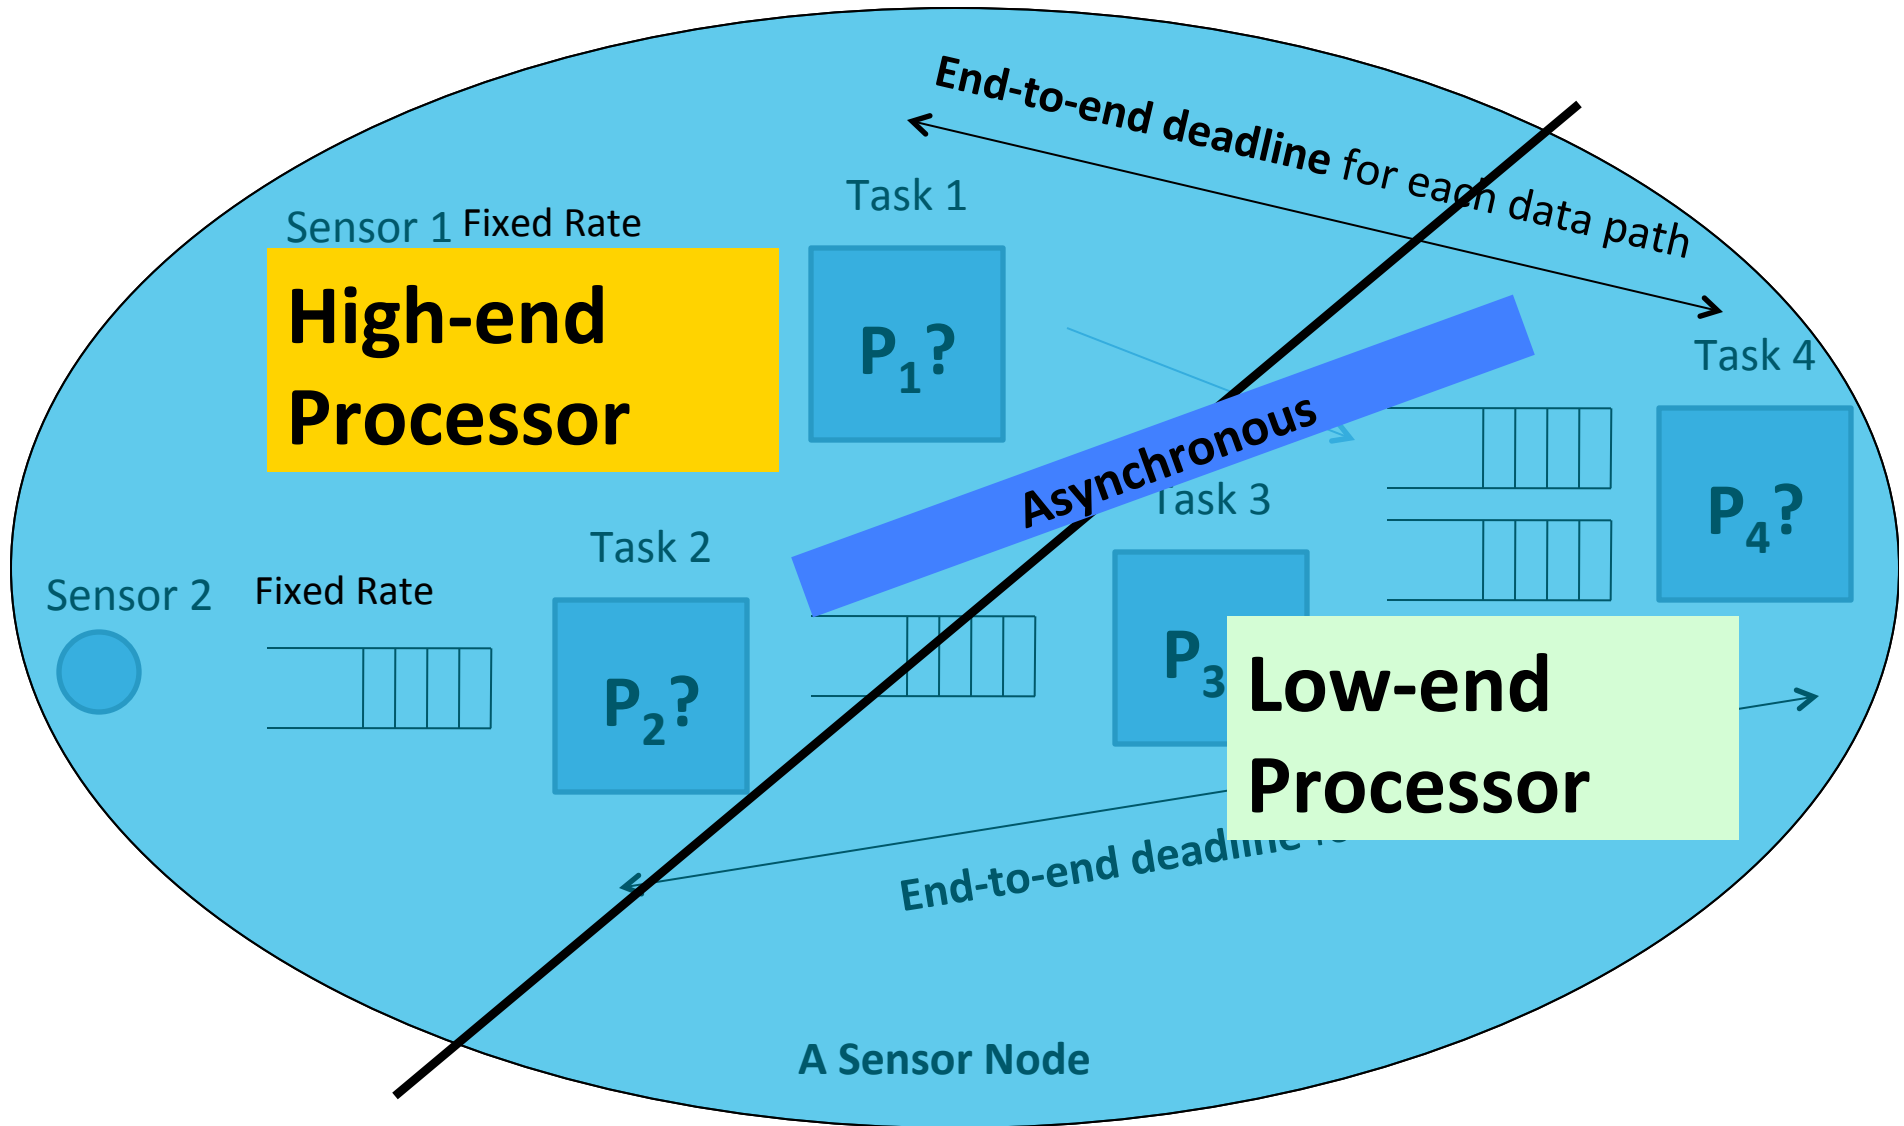 End-to-end deadline for each data path
Task 1
Sensor 1 Fixed Rate
High-end
Processor
P1?
Task 4
Asynchronous
P4?
Task 3
Task 2
Sensor 2 Fixed Rate
P2?
P3
Low-end
Processor
End-to-end deadline
A Sensor Node